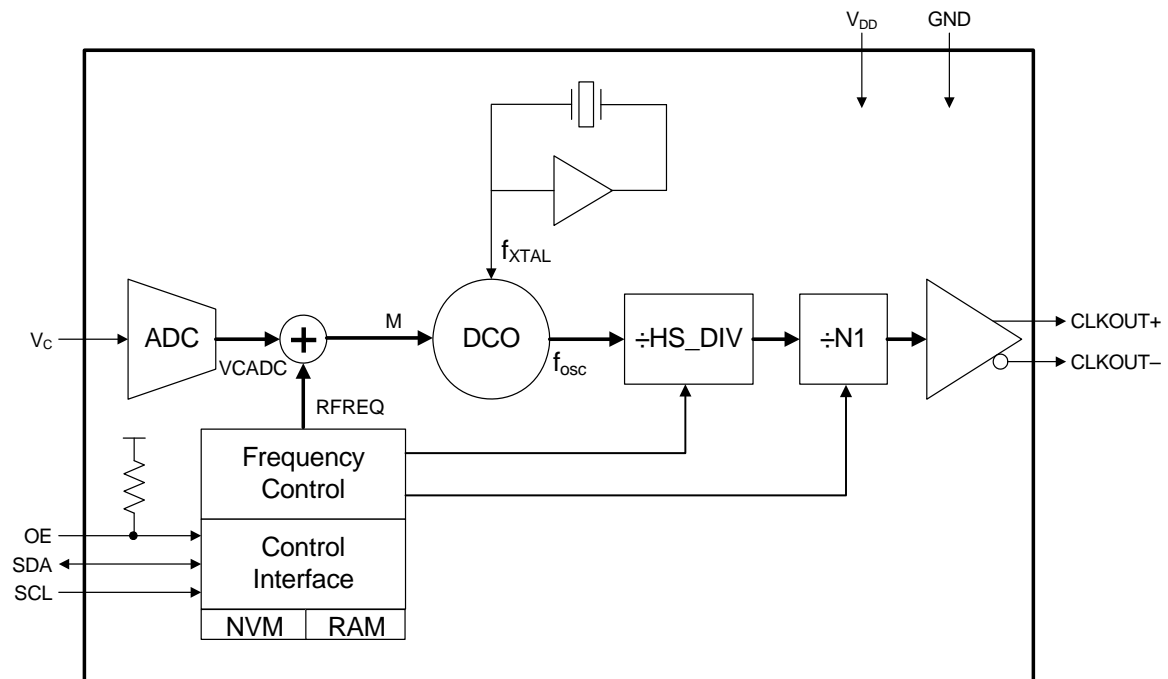 VDD
GND
fXTAL
VC
ADC
VCADC
+
M
DCO
fosc
÷HS_DIV
÷N1
CLKOUT+
CLKOUT–
RFREQ
Frequency
Control
OE
SDA
SCL
Control
Interface
NVM
RAM